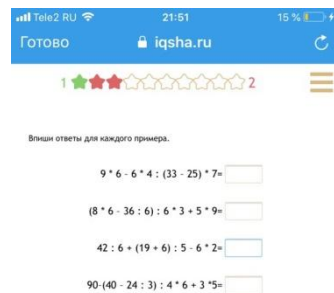 Tele2 RU 21:51 15 %
Готово iqsha.ru
1 2
Впиши ответы для каждого примера.
9 * 6 - 6 * 4 : (33 - 25) * 7=
(8 * 6 - 36 : 6) : 6 * 3 + 5 * 9=
42 : 6 + (19 + 6) : 5 - 6 * 2=
90-(40 - 24 : 3) : 4 * 6 + 3 *5=